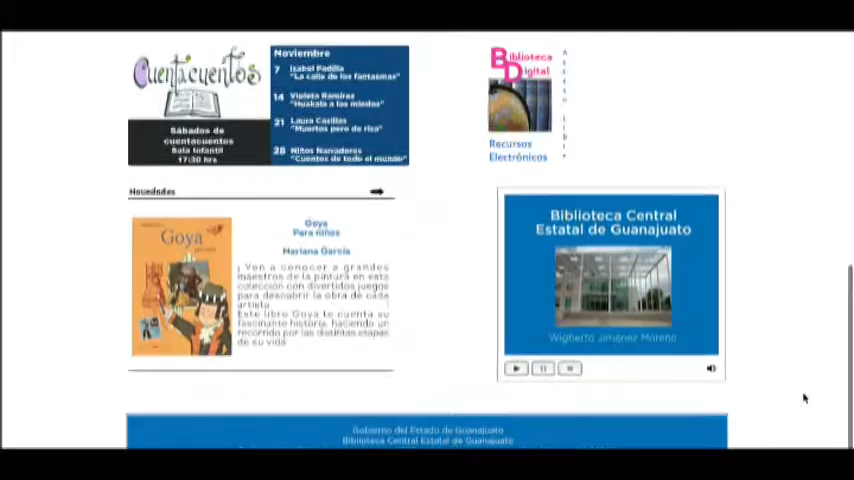 Cuentacuentos
Sábados de
cuentacuentos
Sala Infantil
17:30 hrs
Noviembre
7 Isabel Padilla
"La calle de los fantasmas"
14 Violeta Ramírez
"Huakala a los miedos"
21 Laura Casillas
"Muertos pero de risa"
28 Niños Narradores
"Cuentos de todo el mundo"
Biblioteca
Digital
Acceso Libre
Recursos
Electrónicos
Novedades
Goya
Goya
Para niños
Mariana García
¡ Ven a conocer a grandes
maestros de la pintura en esta
colección con divertidos juegos
para descubrir la obra de cada
artista
Este libro Goya te cuenta su
fascinante historia, haciendo un
recorrido por las distintas etapas
de su vida
Biblioteca Central
Estatal de Guanajuato
Wigberto Jiménez Moreno
Gobierno del Estado de Guanajuato
Biblioteca Central Estatal de Guanajuato